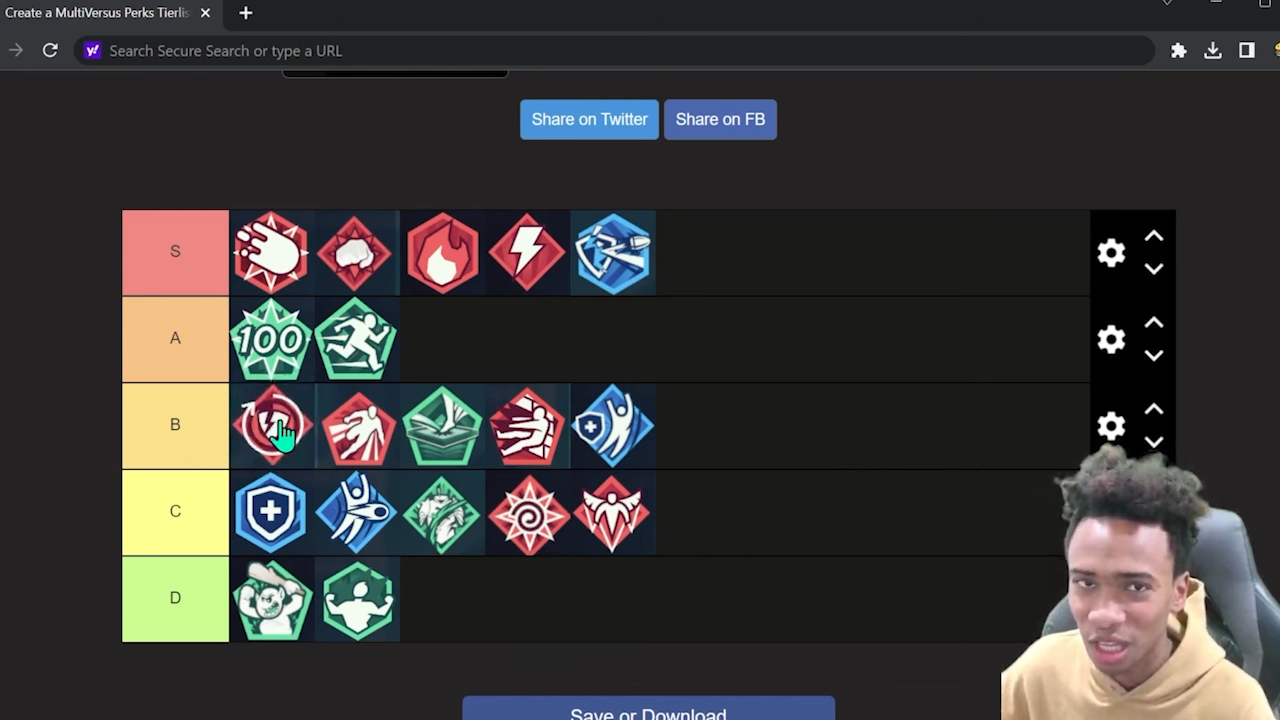 Create a MultiVersus Perks Tierlis
y!
Search Secure Search or type a URL
Share on Twitter
Share on FB
S
A
100
B
C
D
Save or Download